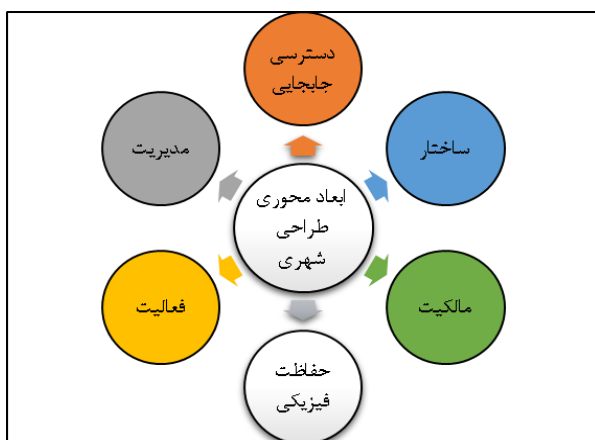 دسترسی
جابجایی
ساختار
مدیریت
ابعاد محوری
طراحی
شهری
مالکیت
فعالیت
حفاظت
فیزیکی